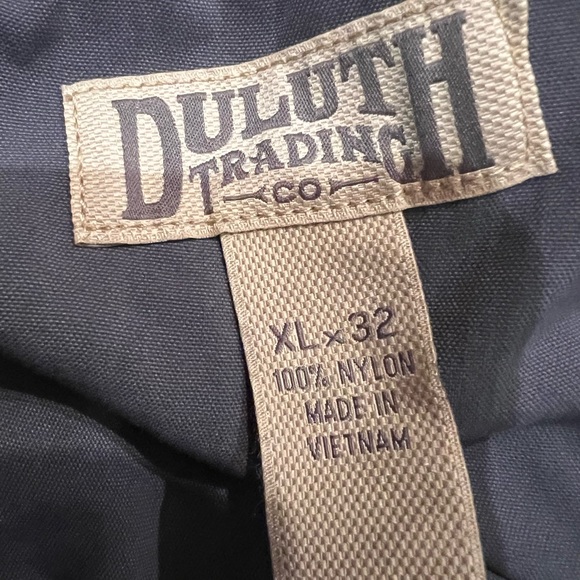 DULUTH
TRADING
CO
XL x 32
100% NYLON
MADE IN
VIETNAM